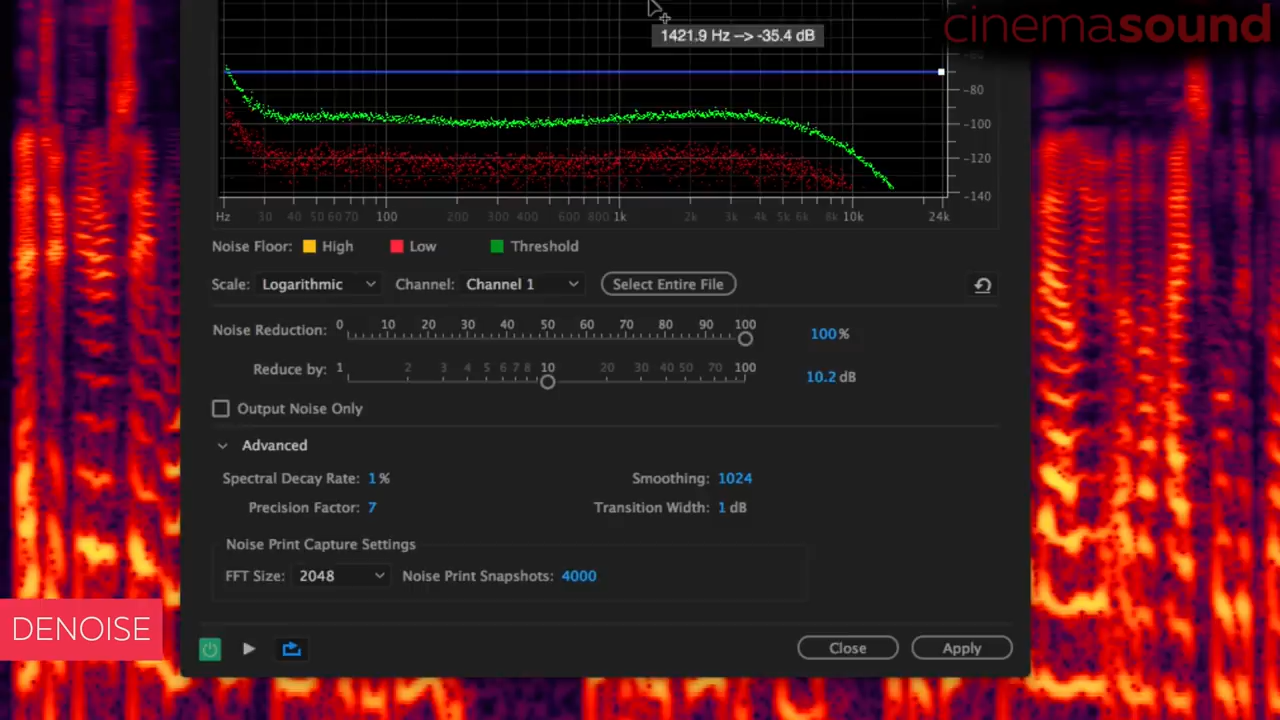 cinemasound
1421.9 Hz --> -35.4 dB
-80
-100
-120
-140
Hz 30 40 50 60 70 100 200 300 400 600 800 1k 2k 3k 4k 5k 6k 8k 10k 24k
Noise Floor: High Low Threshold
Scale: Logarithmic Channel: Channel 1 Select Entire File
0 10 20 30 40 50 60 70 80 90 100
Noise Reduction: 100 %
Reduce by: 1 2 3 4 5 6 7 8 10 20 30 40 50 70 100
10.2 dB
Output Noise Only
Advanced
Spectral Decay Rate: 1 % Smoothing: 1024
Precision Factor: 7 Transition Width: 1 dB
Noise Print Capture Settings
FFT Size: 2048 Noise Print Snapshots: 4000
DENOISE
Close Apply